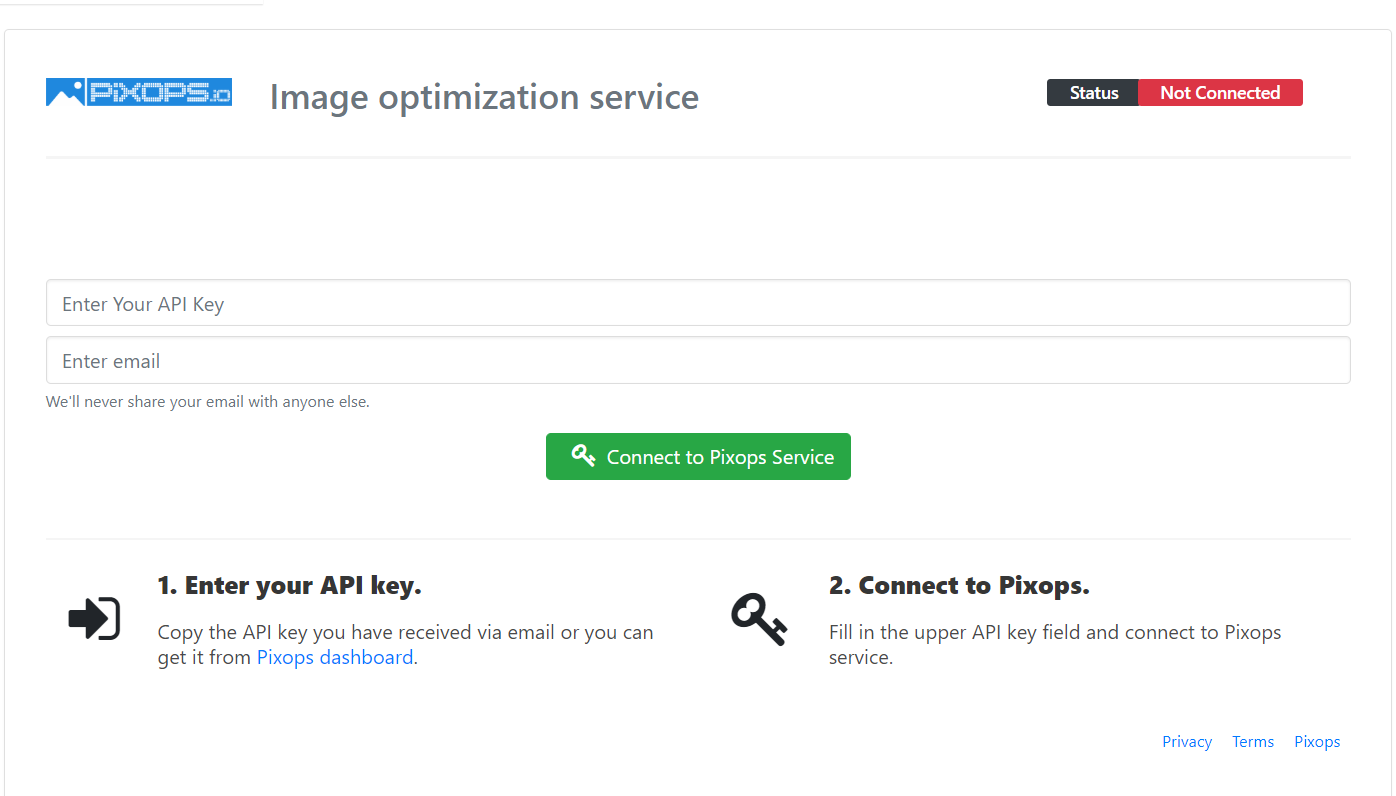 PiXOPS.io
Image optimization service
Status Not Connected
Enter Your API Key
Enter email
We'll never share your email with anyone else.
Connect to Pixops Service
1. Enter your API key.
Copy the API key you have received via email or you can
get it from Pixops dashboard.
2. Connect to Pixops.
Fill in the upper API key field and connect to Pixops
service.
Privacy Terms Pixops